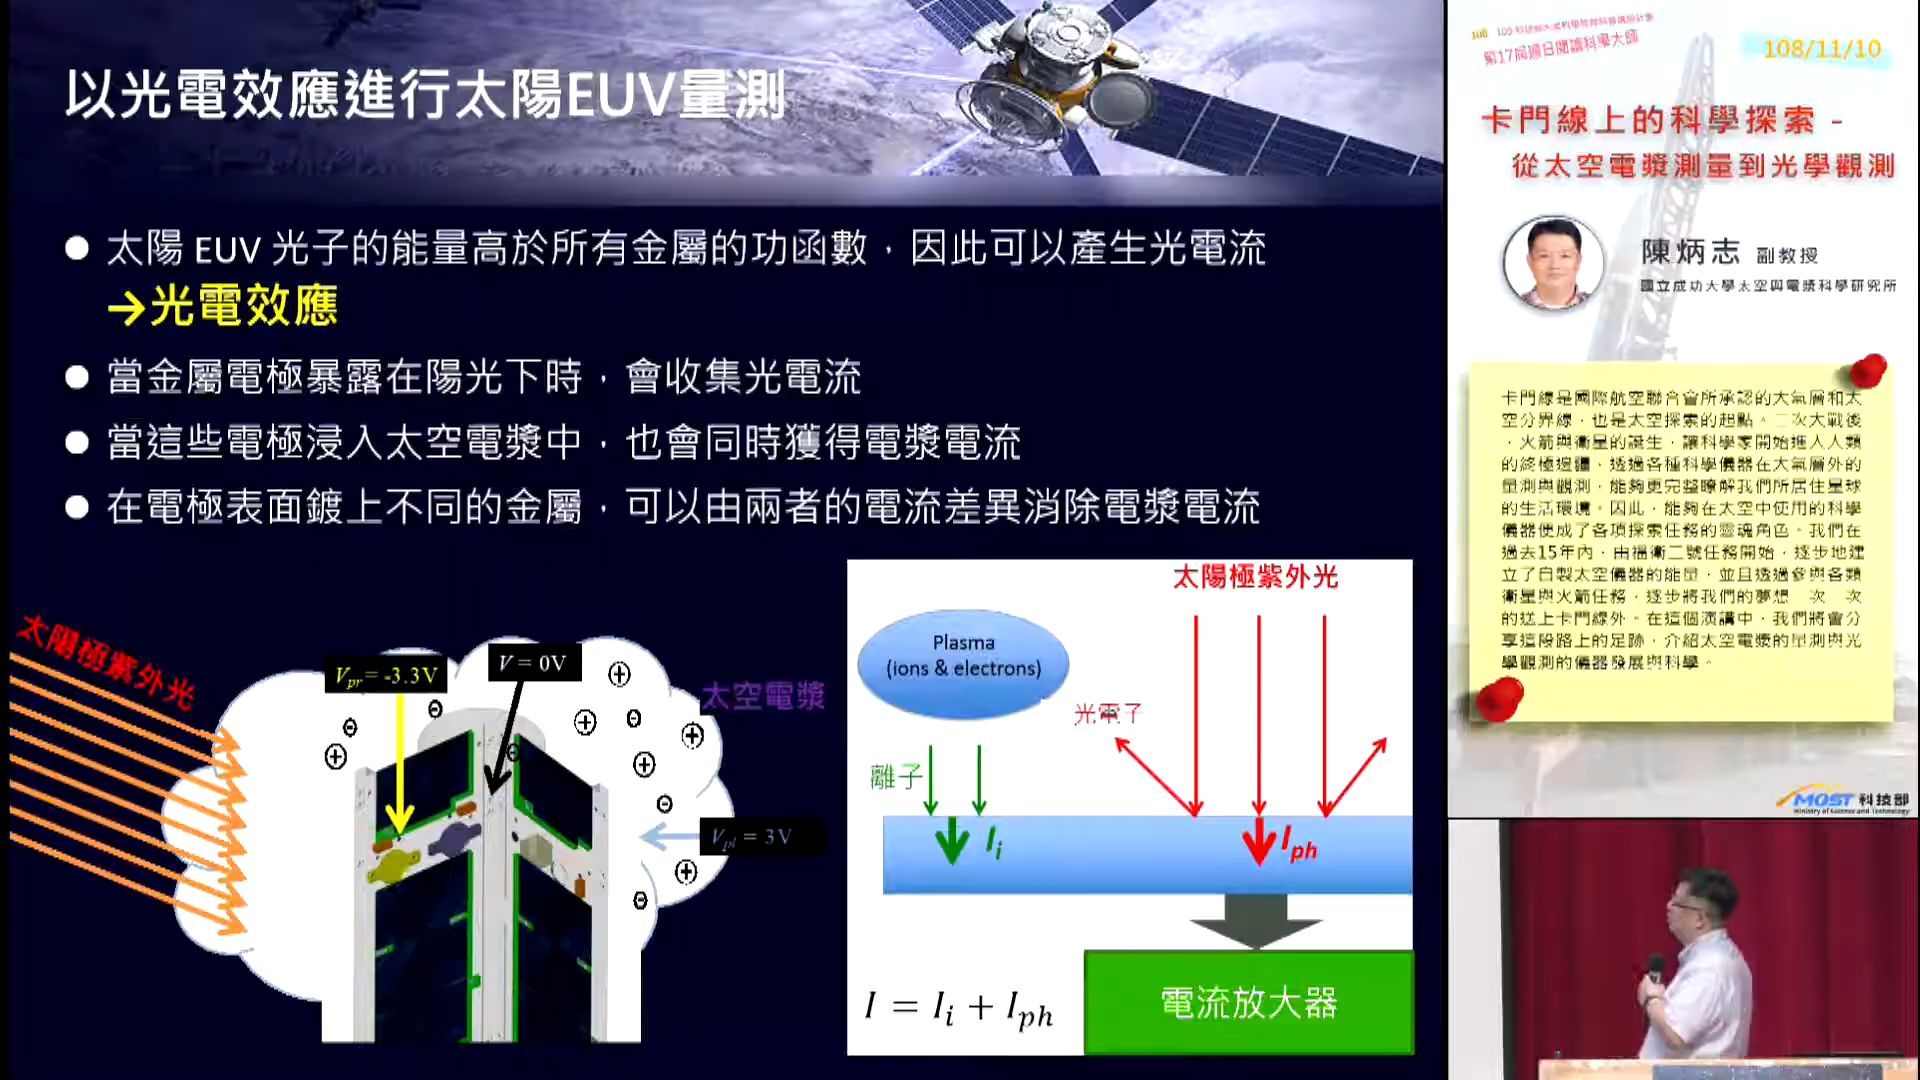 以光電效應進行太陽EUV量測
● 太陽 EUV 光子的能量高於所有金屬的功函數，因此可以產生光電流
→光電效應
● 當金屬電極暴露在陽光下時，會收集光電流
● 當這些電極浸入太空電漿中，也會同時獲得電漿電流
● 在電極表面鍍上不同的金屬，可以由兩者的電流差異消除電漿電流
太陽極紫外光
Vpr = -3.3V
V = 0V
太空電漿
Vpl = 3V
太陽極紫外光
Plasma
(ions & electrons)
光電子
離子
Ii
Iph
I = Ii + Iph
電流放大器
第17屆週日閱讀科學大師
108/11/10
卡門線上的科學探索 -
從太空電漿測量到光學觀測
陳炳志 副教授
國立成功大學太空與電漿科學研究所
卡門線是國際航空聯合會所承認的大氣層和太
空分界線，也是太空探索的起點。二次大戰後
，火箭與衛星的誕生，讓科學家開始進入人類
的終極邊疆，透過各種科學儀器在大氣層外的
量測與觀測，能夠更完整瞭解我們所居住星球
的生活環境。因此，能夠在太空中使用的科學
儀器便成了各項探索任務的靈魂角色。我們在
過去15年內，由福衛二號任務開始，逐步地建
立了自製太空儀器的能量，並且透過參與各類
衛星與火箭任務，逐步將我們的夢想一次一次
的送上卡門線外。在這個演講中，我們將會分
享這段路上的足跡，介紹太空電漿的量測與光
學觀測的儀器發展與科學。
MOST 科技部
Ministry of Science and Technology